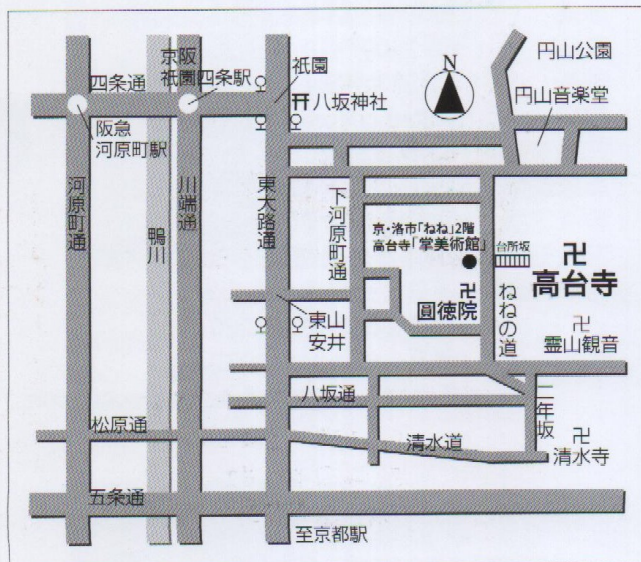 四条通
京阪
祇園四条駅
祇園
N
円山公園
八坂神社
円山音楽堂
阪急
河原町駅
河原町通
鴨川
川端通
東大路通
下河原町通
京・洛市「ねね」2階
高台寺「掌美術館」
台所坂
卍
高台寺
卍
圓徳院
ねねの道
卍
霊山観音
東山
安井
八坂通
二年坂
松原通
清水道
卍
清水寺
五条通
至京都駅